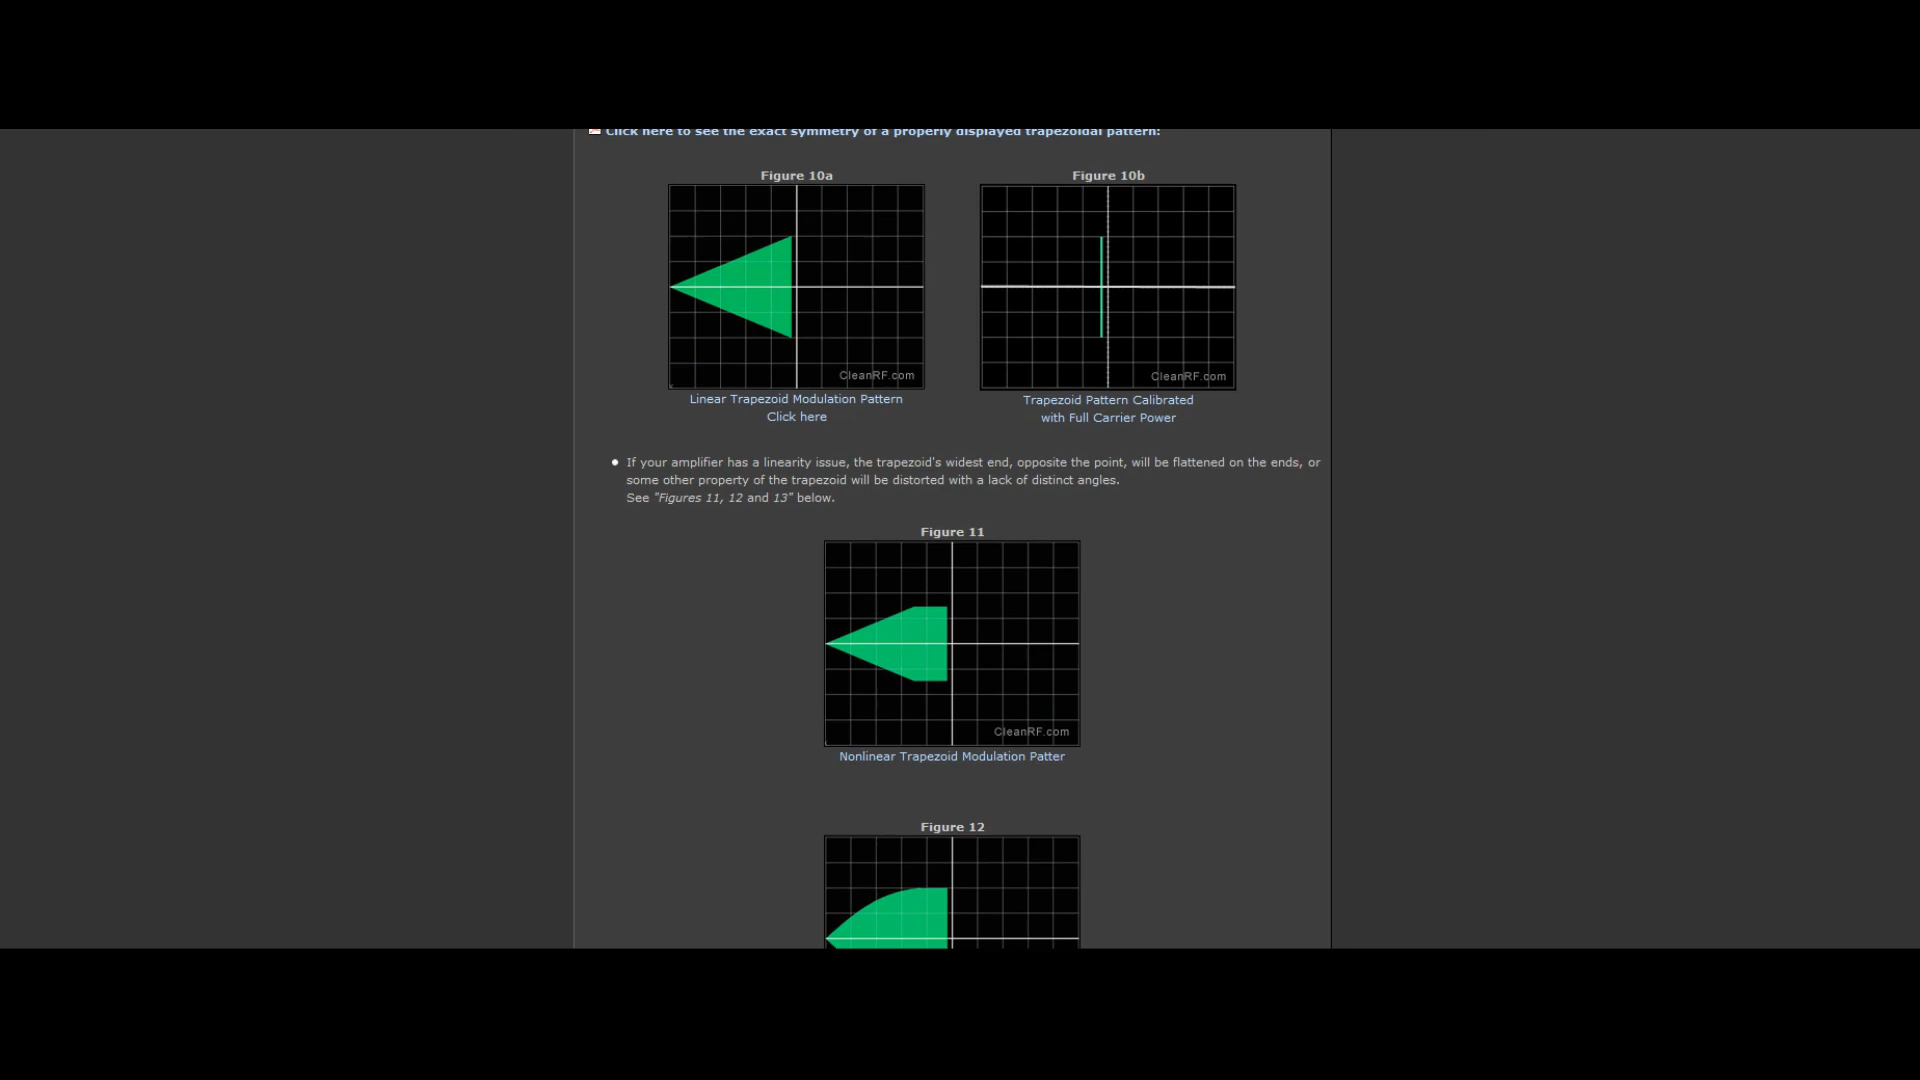 Click here to see the exact symmetry of a properly displayed trapezoidal pattern:
Figure 10a
CleanRF.com
Linear Trapezoid Modulation Pattern
Click here
Figure 10b
CleanRF.com
Trapezoid Pattern Calibrated
with Full Carrier Power
If your amplifier has a linearity issue, the trapezoid's widest end, opposite the point, will be flattened on the ends, or
some other property of the trapezoid will be distorted with a lack of distinct angles.
See "Figures 11, 12 and 13" below.
Figure 11
CleanRF.com
Nonlinear Trapezoid Modulation Patter
Figure 12